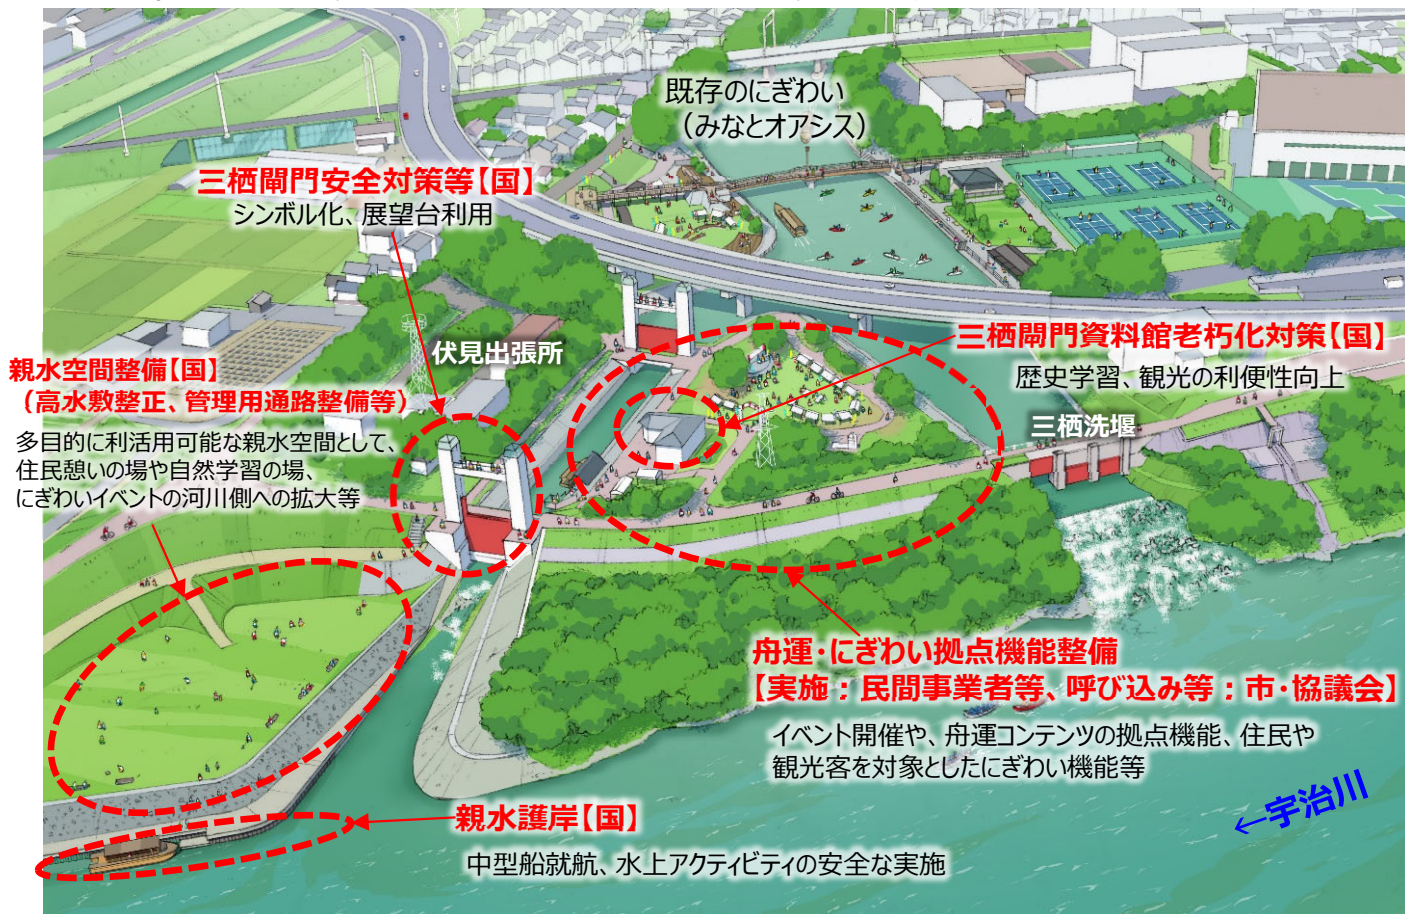 既存のにぎわい
(みなとオアシス)
三栖閘門安全対策等【国】
シンボル化、展望台利用
伏見出張所
三栖閘門資料館老朽化対策【国】
歴史学習、観光の利便性向上
三栖洗堰
親水空間整備【国】
(高水敷整正、管理用通路整備等)
多目的に利活用可能な親水空間として、
住民憩いの場や自然学習の場、
にぎわいイベントの河川側への拡大等
舟運・にぎわい拠点機能整備
【実施：民間事業者等、呼び込み等：市・協議会】
イベント開催や、舟運コンテンツの拠点機能、住民や
観光客を対象としたにぎわい機能等
←宇治川
親水護岸【国】
中型船就航、水上アクティビティの安全な実施